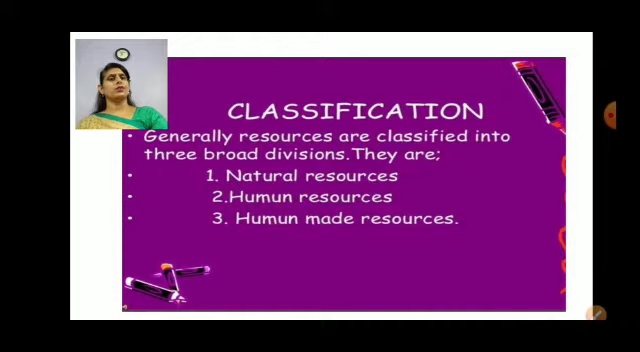 CLASSIFICATION
• Generally resources are classified into
three broad divisions.They are;
• 1. Natural resources
• 2.Humun resources
• 3. Humun made resources.